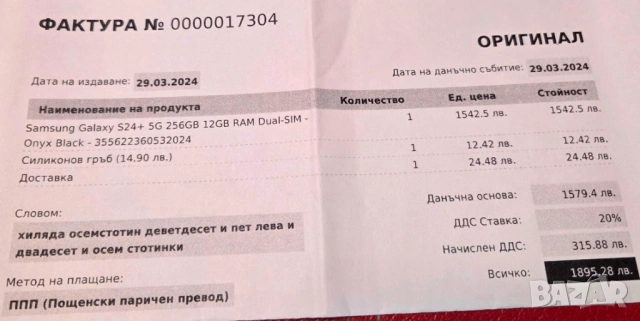 ФАКТУРА № 0000017304
ОРИГИНАЛ
Дата на издаване: 29.03.2024
Дата на данъчно събитие: 29.03.2024
Наименование на продукта Количество Ед. цена Стойност
Samsung Galaxy S24+ 5G 256GB 12GB RAM Dual-SIM - 1 1542.5 лв. 1542.5 лв.
Onyx Black - 355622360532024
Силиконов гръб (14.90 лв.) 1 12.42 лв. 12.42 лв.
Доставка 1 24.48 лв. 24.48 лв.
Данъчна основа: 1579.4 лв.
Словом:
ДДС Ставка: 20%
хиляда осемстотин деветдесет и пет лева и
двадесет и осем стотинки
Начислен ДДС: 315.88 лв.
Всичко: 1895.28 лв.
Метод на плащане:
ППП (Пощенски паричен превод)
BAZAR